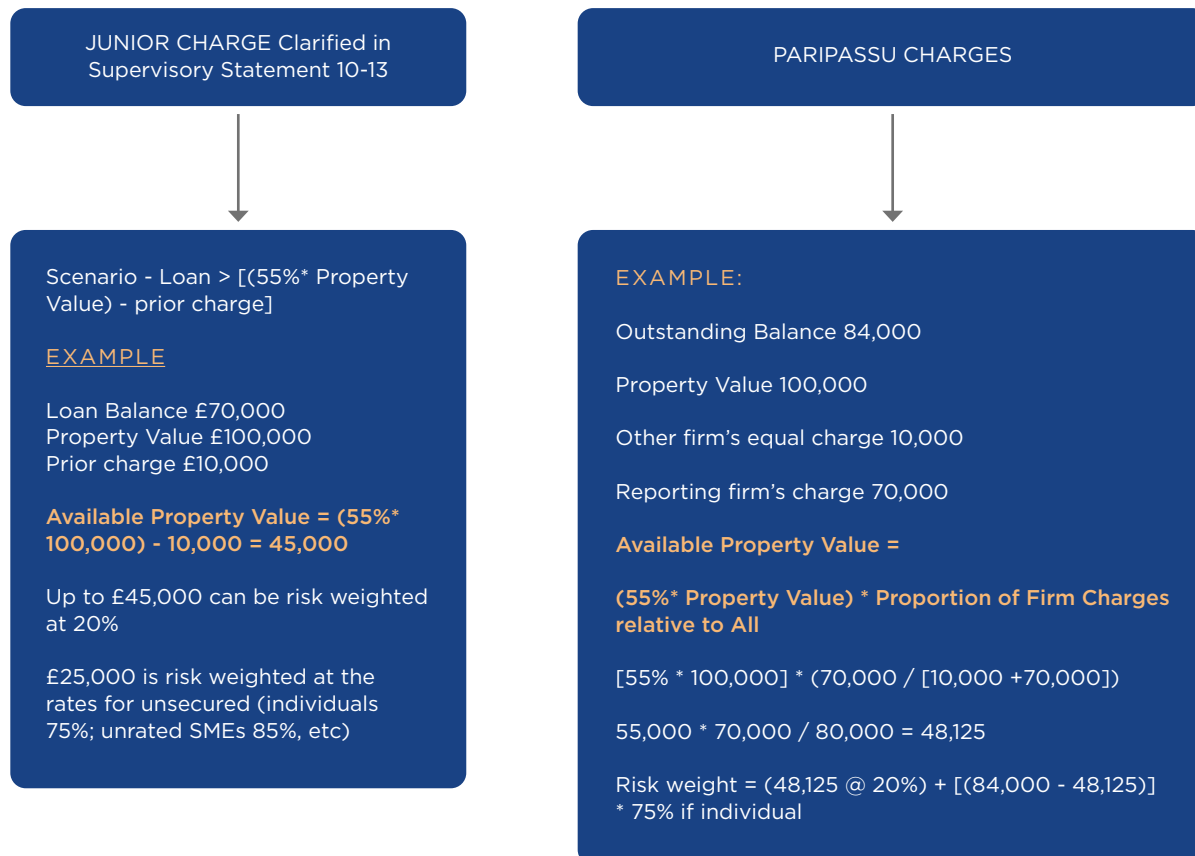 JUNIOR CHARGE Clarified in
Supervisory Statement 10-13
Scenario - Loan > [(55%* Property
Value) - prior charge]
EXAMPLE
Loan Balance £70,000
Property Value £100,000
Prior charge £10,000
Available Property Value = (55%*
100,000) - 10,000 = 45,000
Up to £45,000 can be risk weighted
at 20%
£25,000 is risk weighted at the
rates for unsecured (individuals
75%; unrated SMEs 85%, etc)
PARIPASSU CHARGES
EXAMPLE:
Outstanding Balance 84,000
Property Value 100,000
Other firm's equal charge 10,000
Reporting firm's charge 70,000
Available Property Value =
(55%* Property Value) * Proportion of Firm Charges
relative to All
[55% * 100,000] * (70,000 / [10,000 +70,000])
55,000 * 70,000 / 80,000 = 48,125
Risk weight = (48,125 @ 20%) + [(84,000 - 48,125)]
* 75% if individual